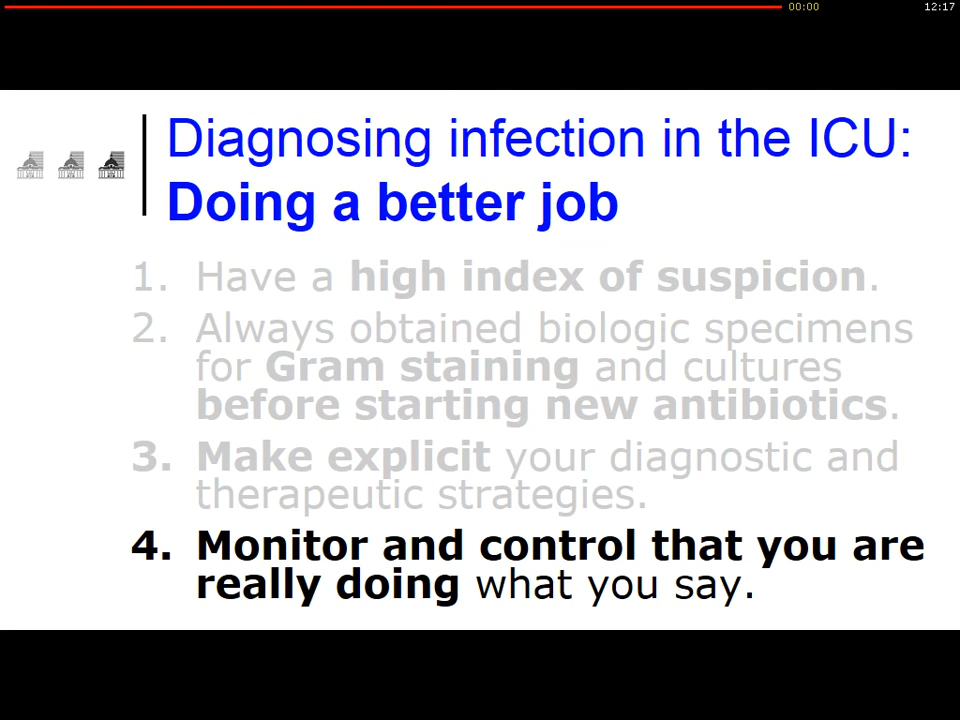 00:00 12:17
Diagnosing infection in the ICU:
Doing a better job
1. Have a high index of suspicion.
2. Always obtained biologic specimens
for Gram staining and cultures
before starting new antibiotics.
3. Make explicit your diagnostic and
therapeutic strategies.
4. Monitor and control that you are
really doing what you say.